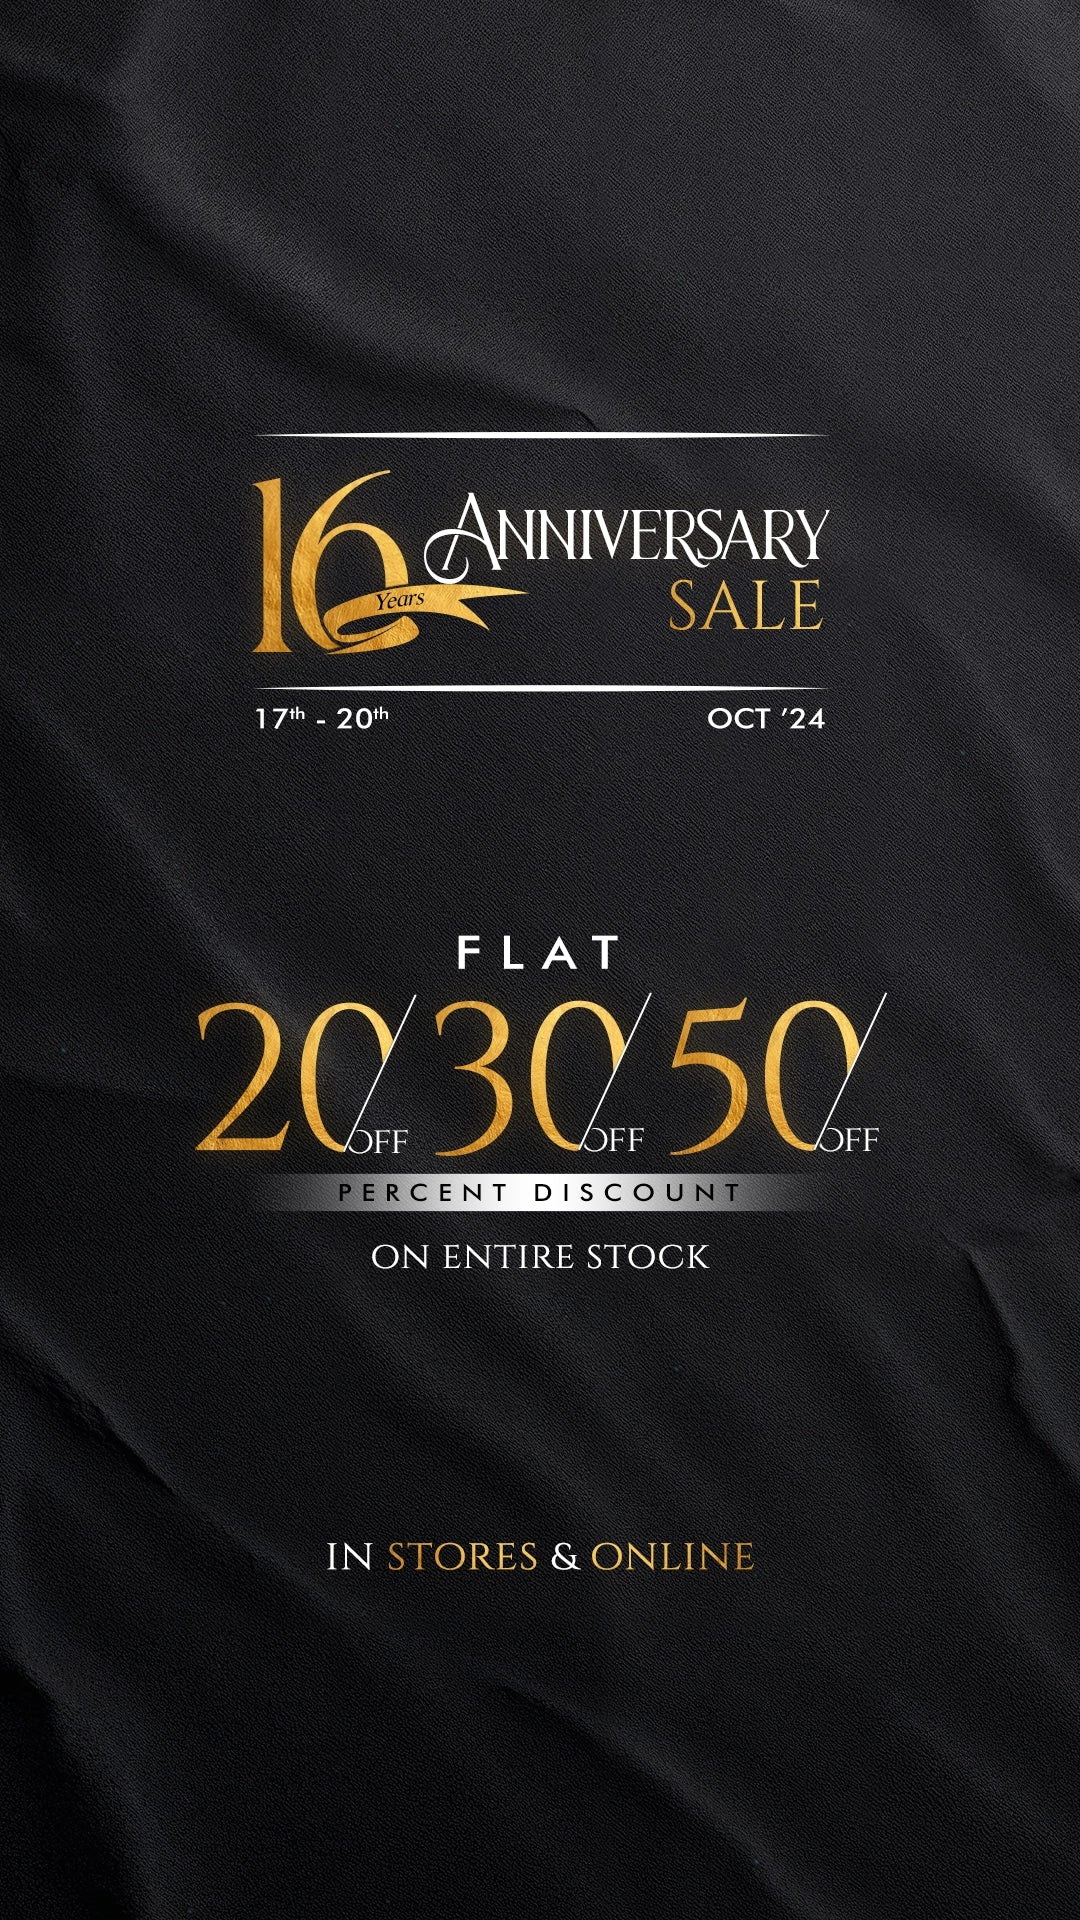 16 Years ANNIVERSARY
SALE
17th - 20th OCT ’24
FLAT
20 OFF 30 OFF 50 OFF
PERCENT DISCOUNT
ON ENTIRE STOCK
IN STORES & ONLINE